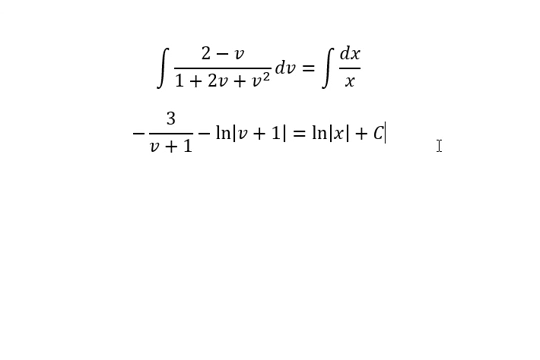 ∫ (2 − v)/(1 + 2v + v²) dv = ∫ dx/x
− 3/(v + 1) − ln|v + 1| = ln|x| + C